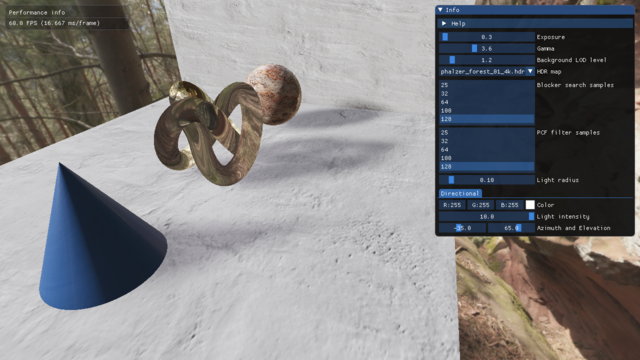 Performance info
60.0 FPS (16.667 ms/frame)
Info
Help
0.3 Exposure
3.6 Gamma
1.2 Background LOD level
phalzer_forest_01_4k.hdr HDR map
25 Blocker search samples
32
64
100
128
25 PCF filter samples
32
64
100
128
0.10 Light radius
Directional
R:255 G:255 B:255 Color
10.0 Light intensity
65.0 Azimuth and Elevation